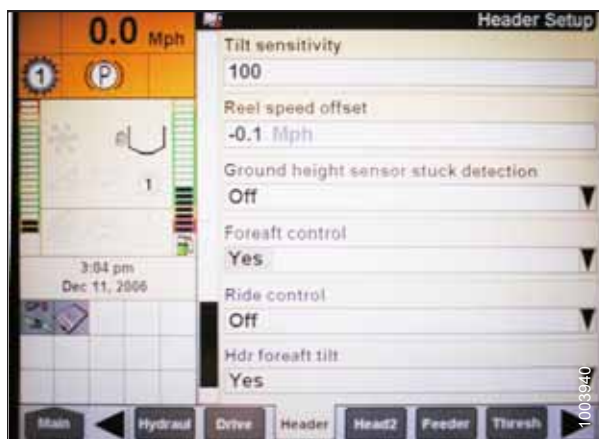 0.0 Mph
Header Setup
1
(P)
Tilt sensitivity
100
Reel speed offset
-0.1 Mph
Ground height sensor stuck detection
Off
1
Foreaft control
Yes
3:04 pm
Dec 11, 2006
Ride control
Off
GPS
Hdr foreaft tilt
Yes
Main
Hydraul
Drive
Header
Head2
Feeder
Thresh
1003940